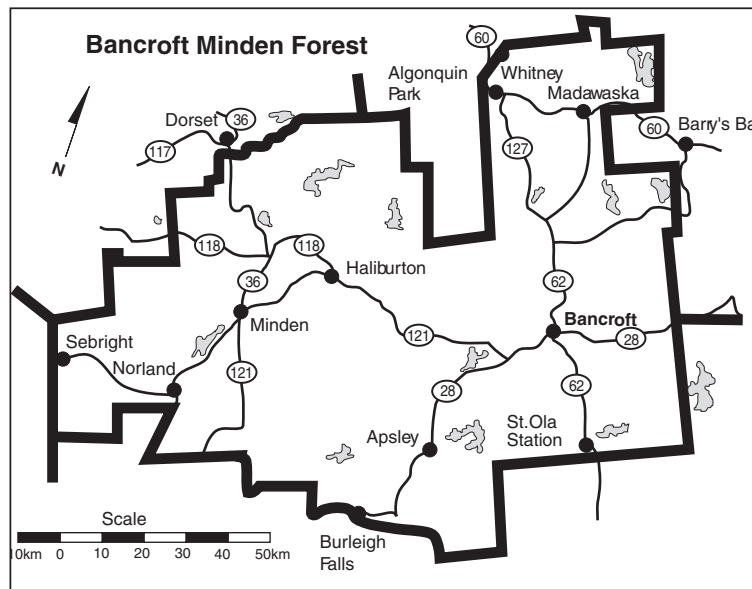 Bancroft Minden Forest
60
Algonquin
Park
Whitney
Madawaska
Dorset
36
117
N
127
60
Barry's Ba
118
118
Haliburton
36
62
Minden
Bancroft
Sebright
121
28
Norland
121
28
62
Apsley
St.Ola
Station
Scale
10km 0 10 20 30 40 50km
Burleigh
Falls